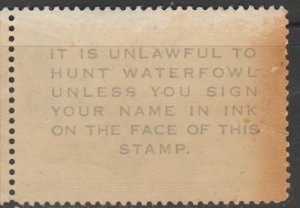 IT IS UNLAWFUL TO
HUNT WATERFOWL
UNLESS YOU SIGN
YOUR NAME IN INK
ON THE FACE OF THIS
STAMP.